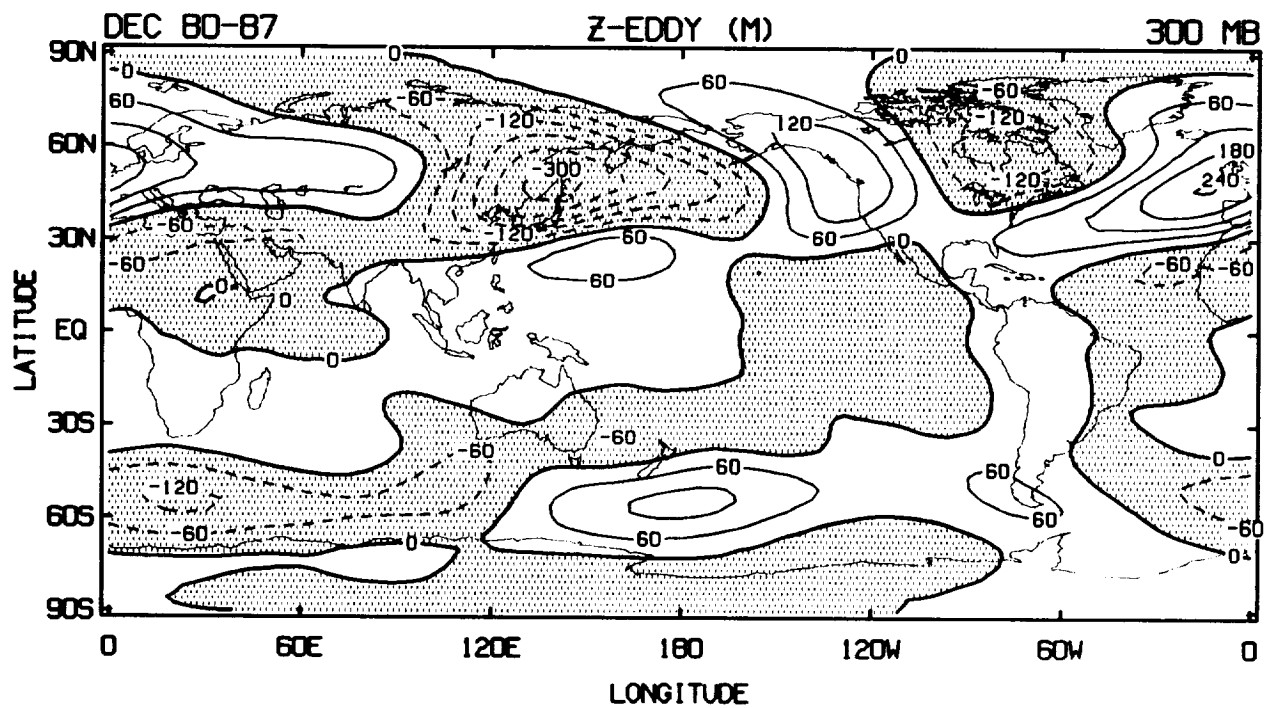 DEC 80-87 Z-EDDY (M) 300 MB
90N
60N
30N
EQ
30S
60S
90S
LATITUDE
0 0
-0 60 -60 60 -60 60
-120 120 -120
-300 180
-120 240
-60 -120 60 60 0
-60 60 -60 -60
0 0
0
-60
-60 0
-120 60 60
-60 60 60 -60
0 0
0 60E 120E 180 120W 60W 0
LONGITUDE